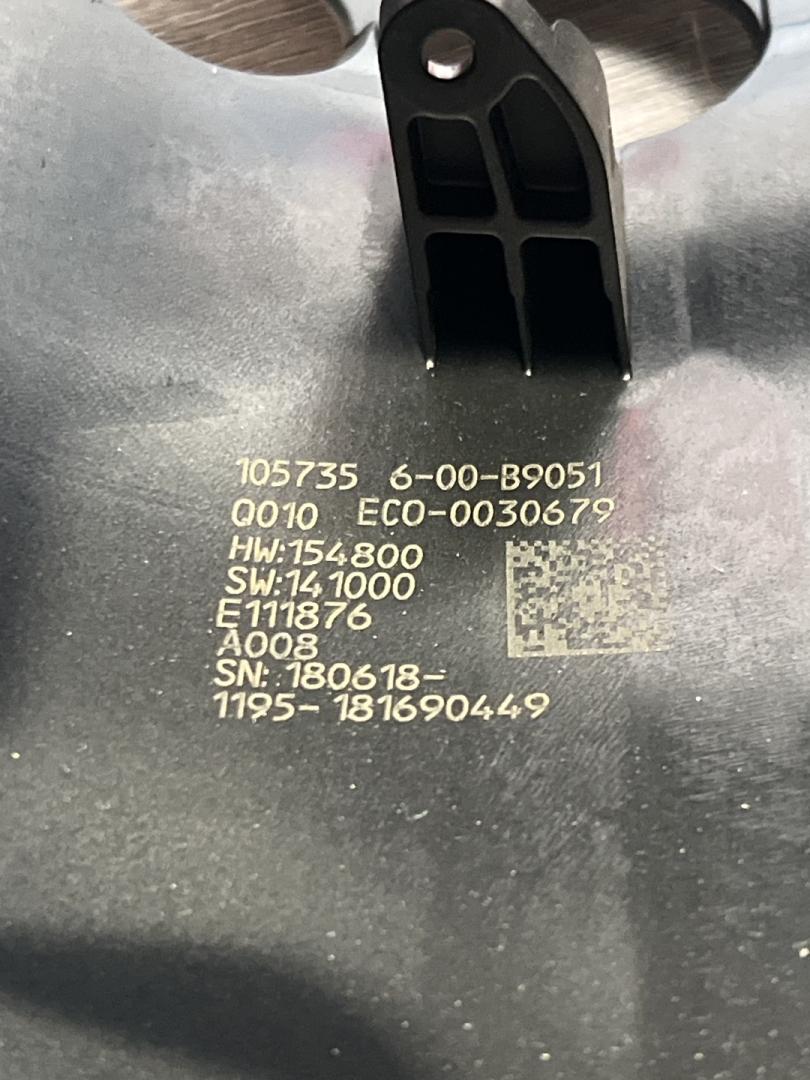 105735 6-00-B9051
Q010 ECO-0030679
HW:154800
SW:141000
E111876
A008
SN: 180618-
1195-181690449